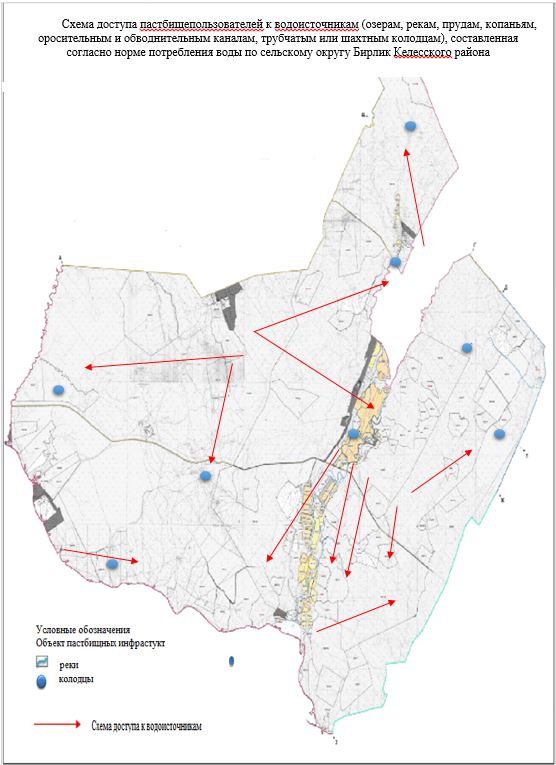 Схема доступа пастбищепользователей к водоисточникам (озерам, рекам, прудам, копаньям,
оросительным и обводнительным каналам, трубчатым или шахтным колодцам), составленная
согласно норме потребления воды по сельскому округу Бирлик Келесского района
Условные обозначения
Объект пастбищных инфрастукт
реки
колодцы
Схема доступа к водоисточникам